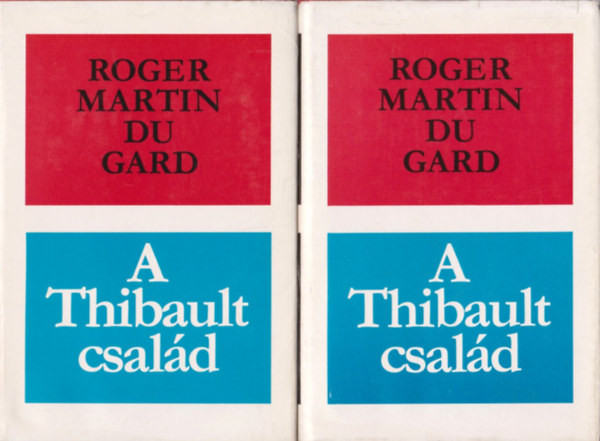 ROGER
MARTIN
DU
GARD
A
Thibault
család
ROGER
MARTIN
DU
GARD
A
Thibault
család